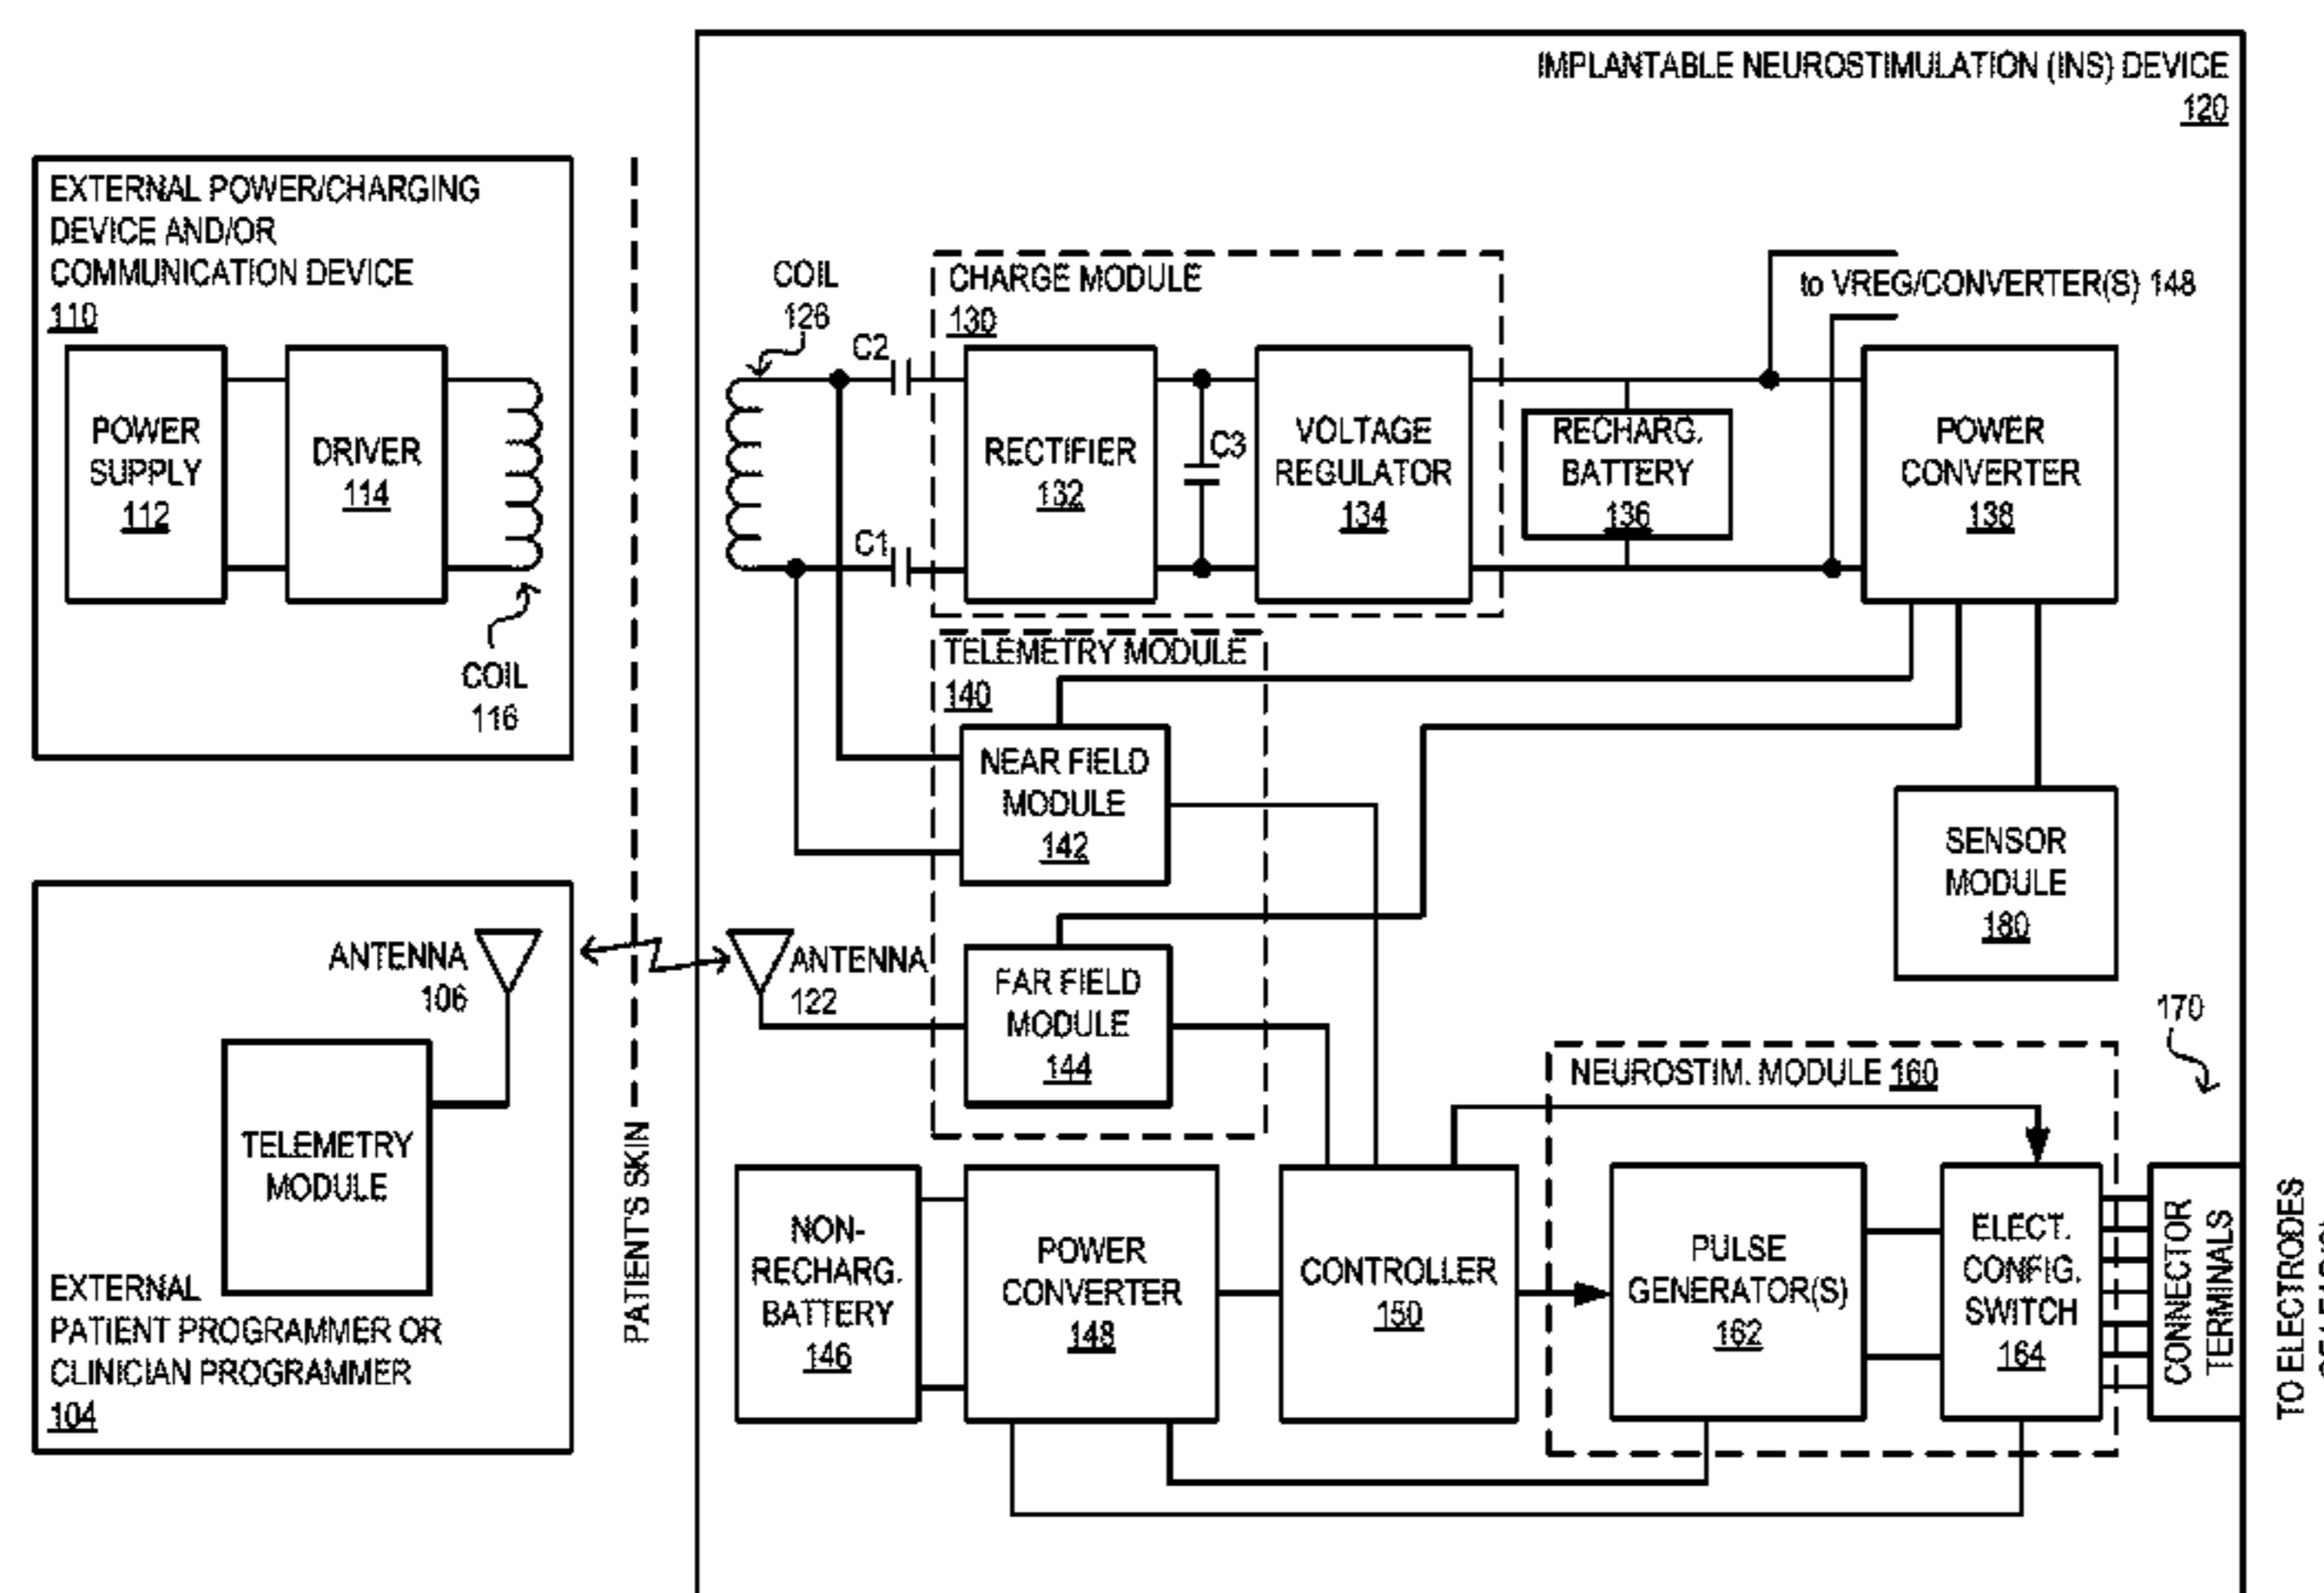 IMPLANTABLE NEUROSTIMULATION (INS) DEVICE
120
EXTERNAL POWER/CHARGING
DEVICE AND/OR
COMMUNICATION DEVICE
110
POWER
SUPPLY
112
DRIVER
114
COIL
116
COIL
126
C2
C1
CHARGE MODULE
130
RECTIFIER
132
C3
VOLTAGE
REGULATOR
134
RECHARG.
BATTERY
136
to VREG/CONVERTER(S) 148
POWER
CONVERTER
138
TELEMETRY MODULE
140
NEAR FIELD
MODULE
142
SENSOR
MODULE
180
ANTENNA
106
TELEMETRY
MODULE
EXTERNAL
PATIENT PROGRAMMER OR
CLINICIAN PROGRAMMER
104
PATIENT'S SKIN
ANTENNA
122
FAR FIELD
MODULE
144
170
NEUROSTIM. MODULE 160
NON-
RECHARG.
BATTERY
146
POWER
CONVERTER
148
CONTROLLER
150
PULSE
GENERATOR(S)
162
ELECT.
CONFIG.
SWITCH
164
CONNECTOR
TERMINALS
TO ELECTRODES